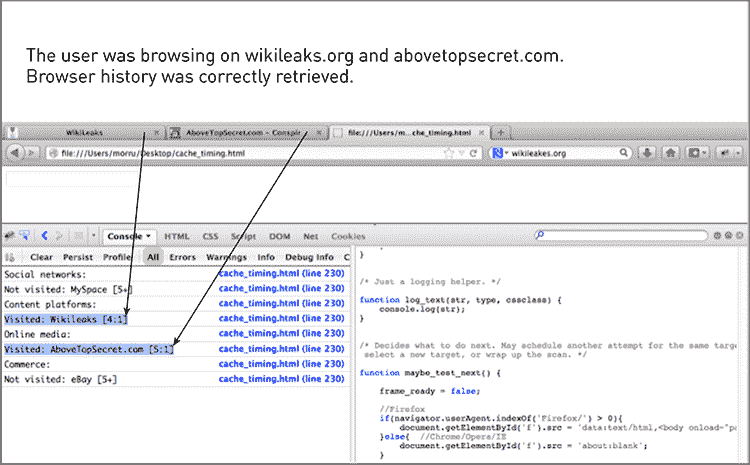 The user was browsing on wikileaks.org and abovetopsecret.com.
Browser history was correctly retrieved.
WikiLeaks
AboveTopSecret.com - Conspir
file:///Users/m...che_timing.html
file:///Users/morru/Desktop/cache_timing.html
wikileakes.org
Console HTML CSS Script DOM Net Cookies
Clear Persist Profile All Errors Warnings Info Debug Info C
Social networks: cache_timing.html (line 230)
Not visited: MySpace [5+] cache_timing.html (line 230)
Content platforms: cache_timing.html (line 230)
Visited: Wikileaks [4:1] cache_timing.html (line 230)
Online media: cache_timing.html (line 230)
Visited: AboveTopSecret.com [5:1] cache_timing.html (line 230)
Commerce: cache_timing.html (line 230)
Not visited: eBay [5+] cache_timing.html (line 230)
}
/* Just a logging helper. */
function log_text(str, type, cssclass) {
console.log(str);
}
/* Decides what to do next. May schedule another attempt for the same targe
select a new target, or wrap up the scan. */
function maybe_test_next() {
frame_ready = false;
//Firefox
if(navigator.userAgent.indexOf('Firefox/') > 0){
document.getElementById('f').src = 'data:text/html,<body onload="pa
}else{ //Chrome/Opera/IE
document.getElementById('f').src = 'about:blank';
}